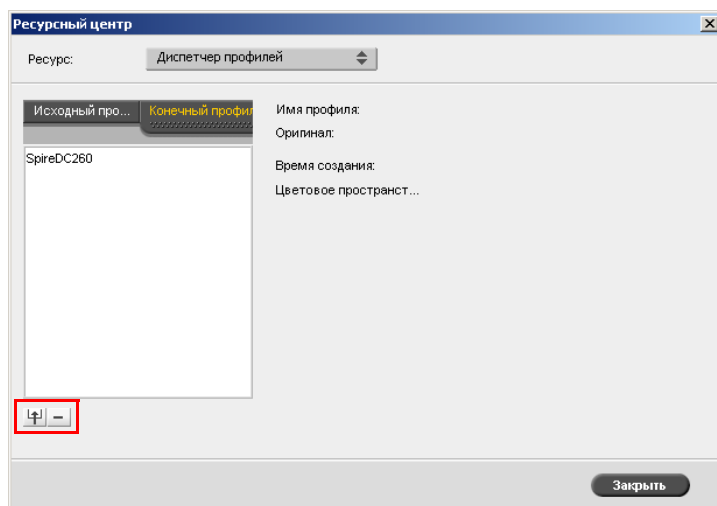 Ресурсный центр
Ресурс:
Диспетчер профилей
Исходный про...
Конечный профил
Имя профиля:
Оригинал:
SpireDC260
Время создания:
Цветовое пространст...
Закрыть